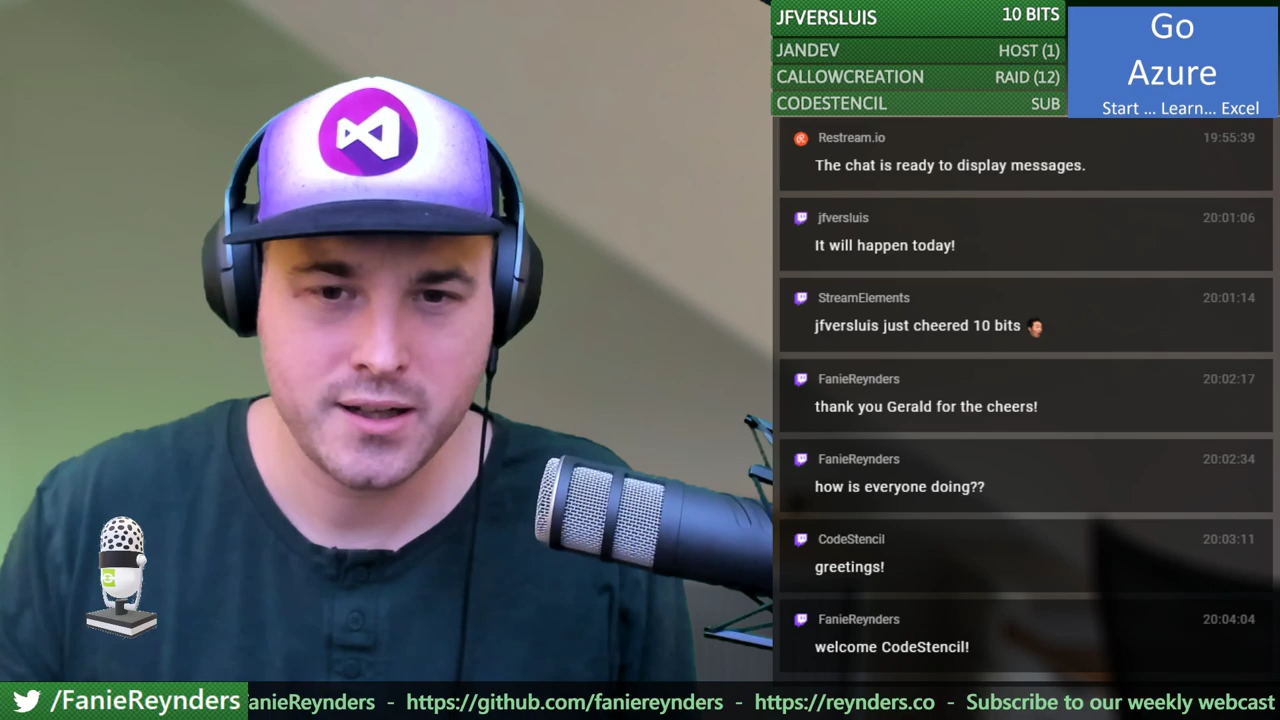 JFVERSLUIS 10 BITS
JANDEV HOST (1)
CALLOWCREATION RAID (12)
CODESTENCIL SUB
Go
Azure
Start ... Learn... Excel
Restream.io 19:55:39
The chat is ready to display messages.
jfversluis 20:01:06
It will happen today!
StreamElements 20:01:14
jfversluis just cheered 10 bits
FanieReynders 20:02:17
thank you Gerald for the cheers!
FanieReynders 20:02:34
how is everyone doing??
CodeStencil 20:03:11
greetings!
FanieReynders 20:04:04
welcome CodeStencil!
/FanieReynders anieReynders - https://github.com/faniereynders - https://reynders.co - Subscribe to our weekly webcast